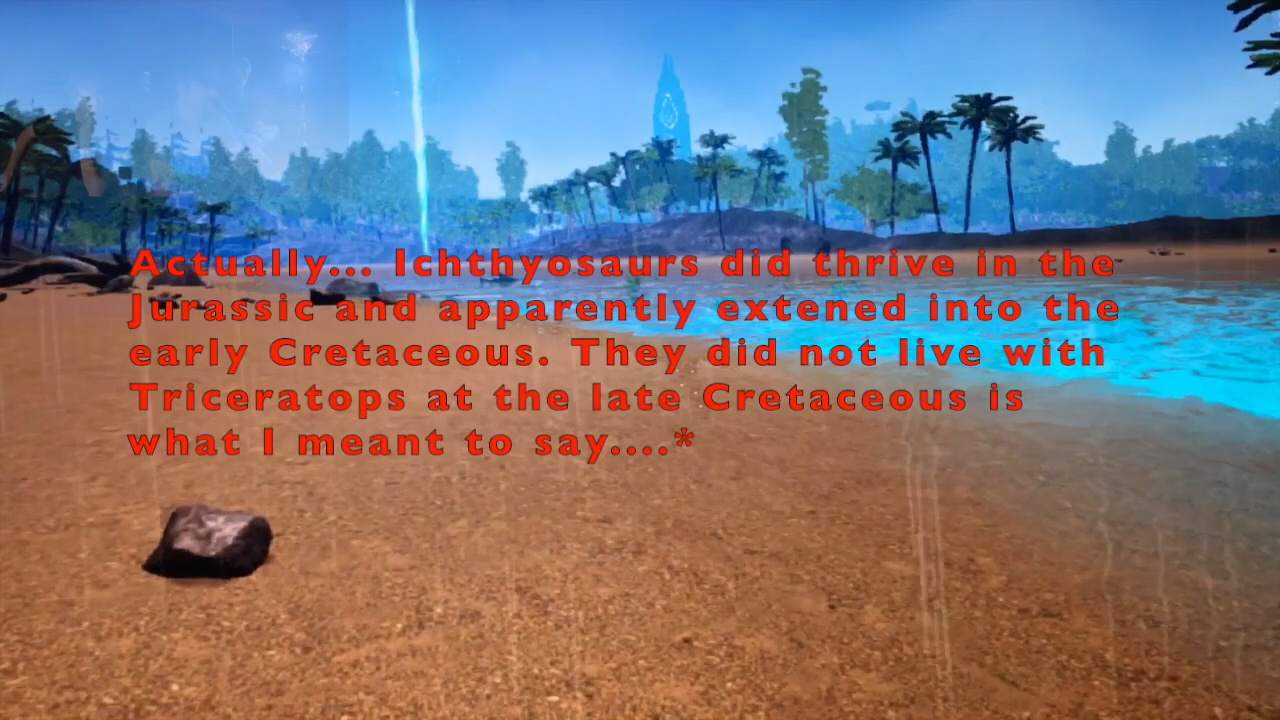 Actually... Ichthyosaurs did thrive in the
Jurassic and apparently extened into the
early Cretaceous. They did not live with
Triceratops at the late Cretaceous is
what I meant to say....*